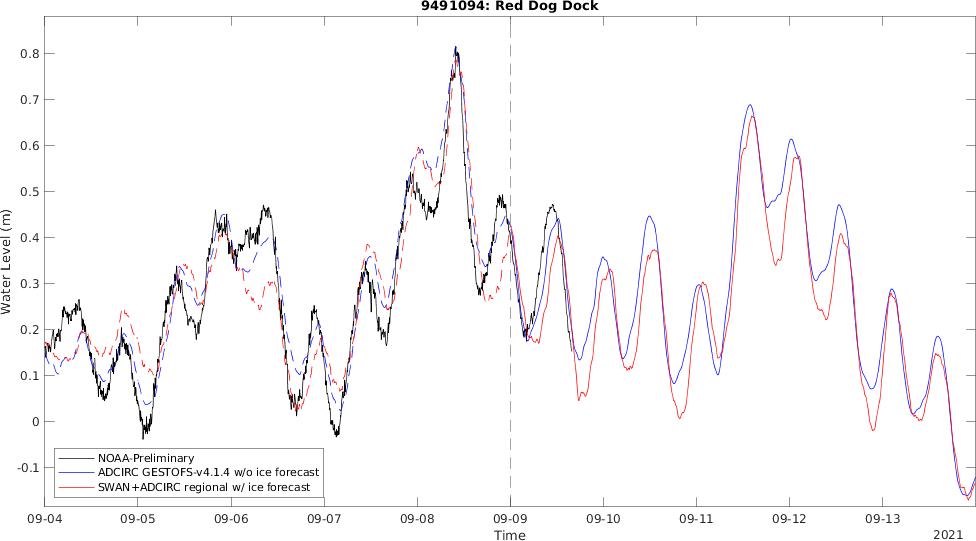 9491094: Red Dog Dock
Water Level (m)
0.8
0.7
0.6
0.5
0.4
0.3
0.2
0.1
0
-0.1
NOAA-Preliminary
ADCIRC GESTOFS-v4.1.4 w/o ice forecast
SWAN+ADCIRC regional w/ ice forecast
09-04 09-05 09-06 09-07 09-08 09-09 09-10 09-11 09-12 09-13
Time
2021